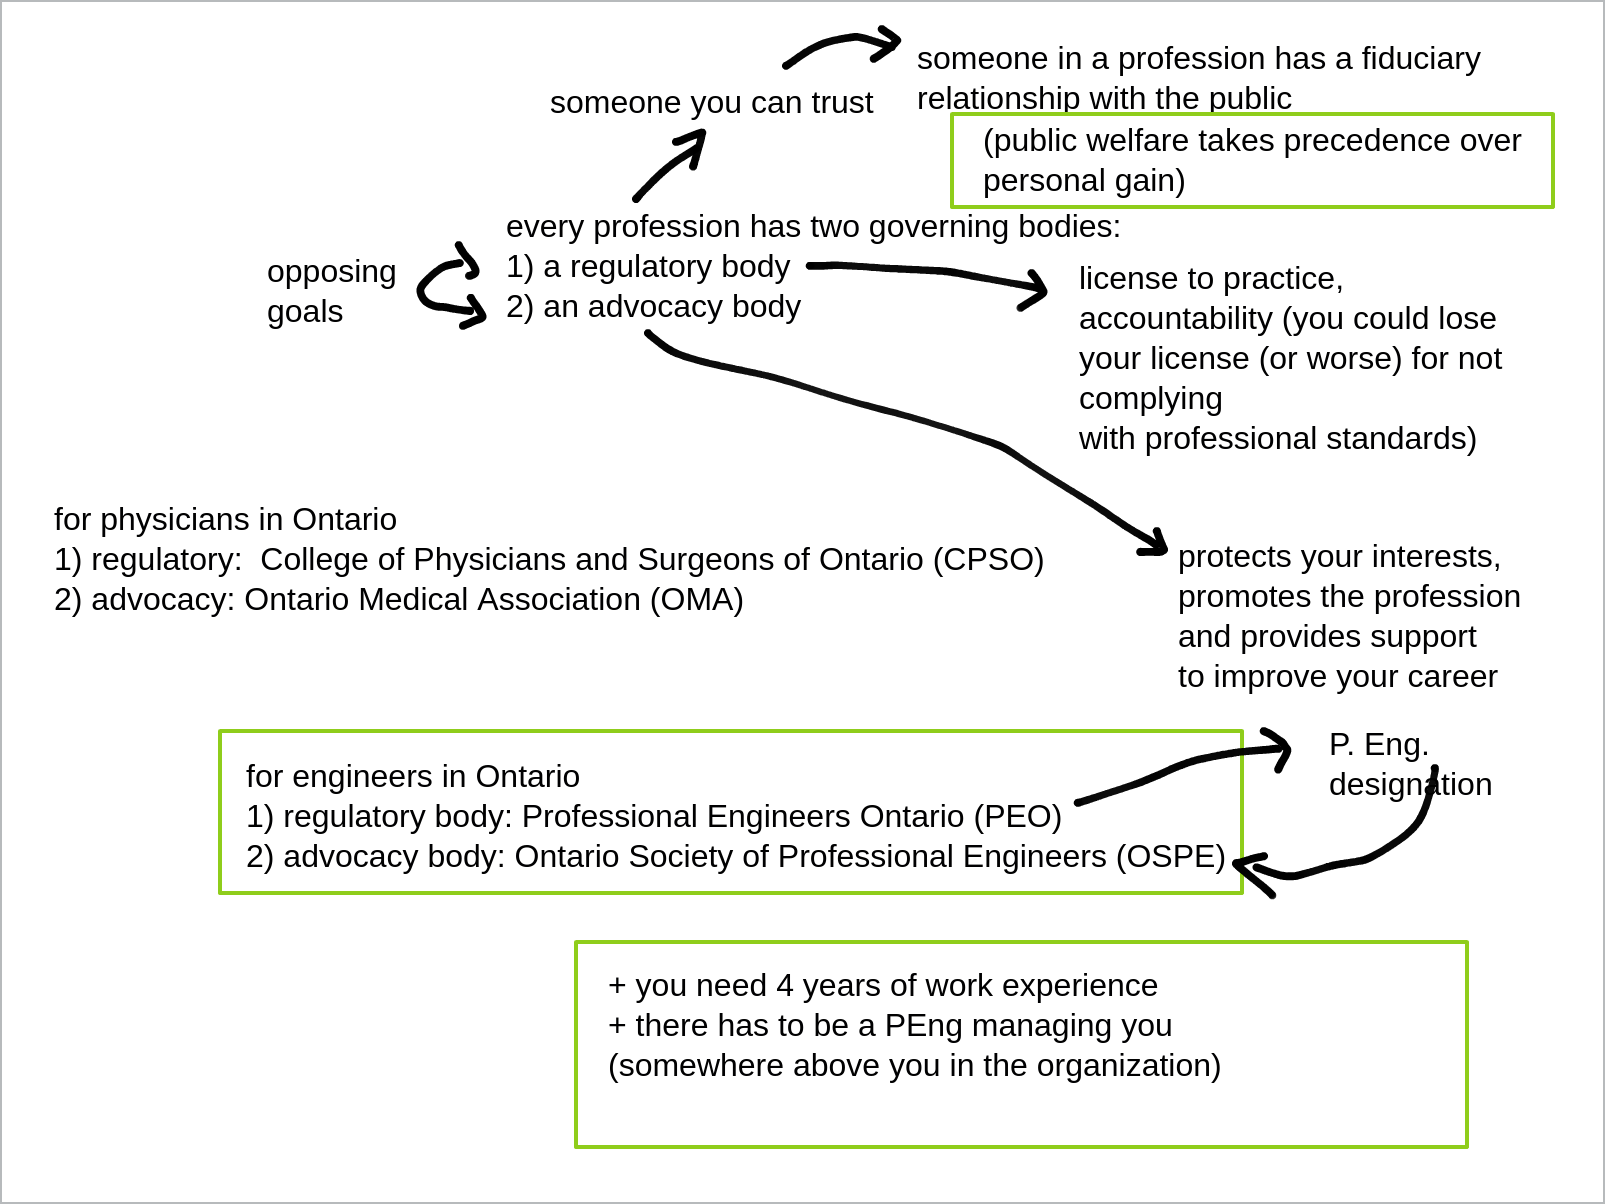 someone you can trust
someone in a profession has a fiduciary
relationship with the public
(public welfare takes precedence over
personal gain)
every profession has two governing bodies:
1) a regulatory body
2) an advocacy body
opposing
goals
license to practice,
accountability (you could lose
your license (or worse) for not
complying
with professional standards)
for physicians in Ontario
1) regulatory:  College of Physicians and Surgeons of Ontario (CPSO)
2) advocacy: Ontario Medical Association (OMA)
protects your interests,
promotes the profession
and provides support
to improve your career
for engineers in Ontario
1) regulatory body: Professional Engineers Ontario (PEO)
2) advocacy body: Ontario Society of Professional Engineers (OSPE)
P. Eng.
designation
+ you need 4 years of work experience
+ there has to be a PEng managing you
(somewhere above you in the organization)